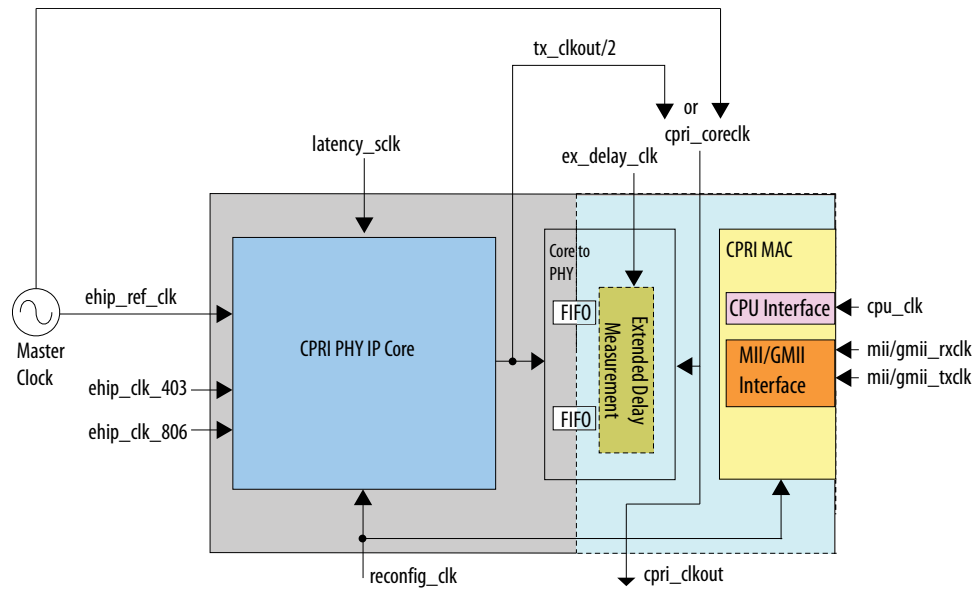 tx_clkout/2
or
cpri_coreclk
latency_sclk
ex_delay_clk
Core to
PHY
CPRI MAC
ehip_ref_clk
FIFO
CPU Interface
cpu_clk
Extended Delay
Measurement
Master
Clock
CPRI PHY IP Core
MII/GMII
Interface
mii/gmii_rxclk
mii/gmii_txclk
ehip_clk_403
FIFO
ehip_clk_806
reconfig_clk
cpri_clkout